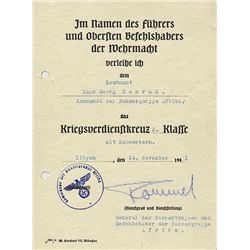 Im Namen des Führers
und Obersten Befehlshabers
der Wehrmacht
verleihe ich
dem
Leutnant
Hans Georg Conrad,
Kommando der Panzergruppe Afrika,
das
Kriegsverdienstkreuz 2. Klasse
mit Schwertern.
Libyen, den 14. November 1941
Rommel
(Dienstgrad und Dienststellung)
General der Panzertruppen und
Befehlshaber der Panzergruppe
Afrika.